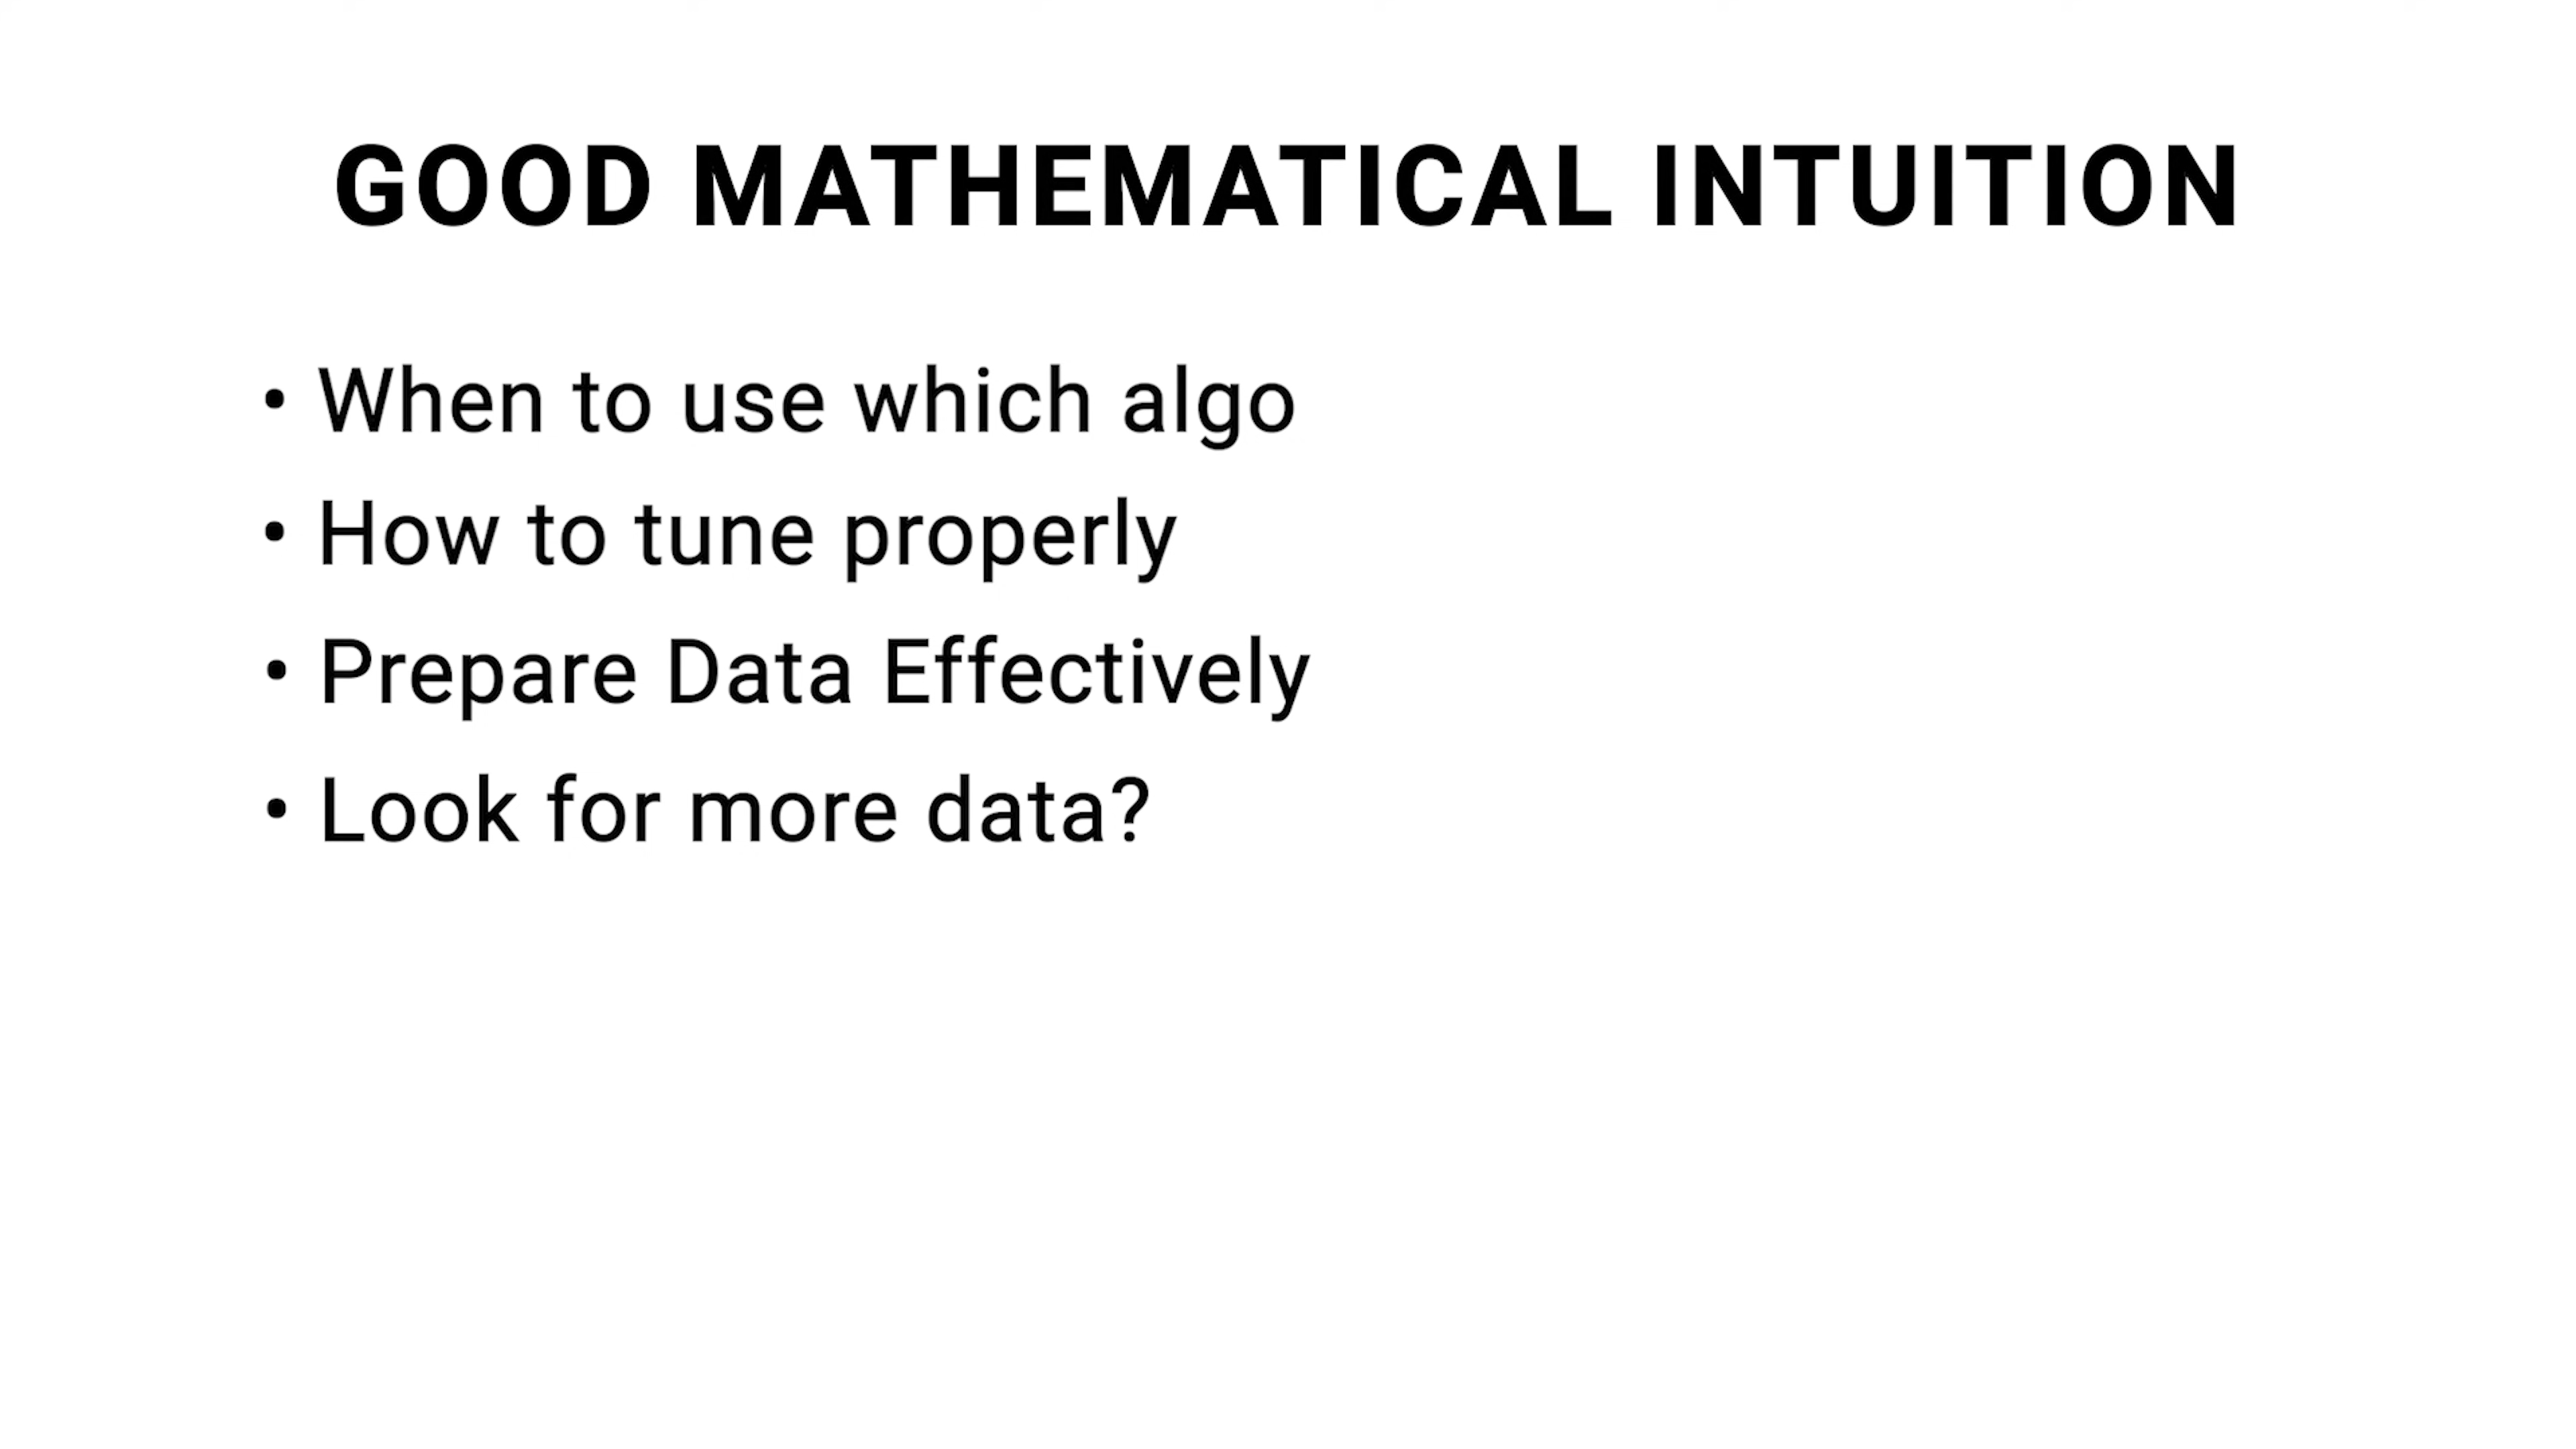 GOOD MATHEMATICAL INTUITION
• When to use which algo
• How to tune properly
• Prepare Data Effectively
• Look for more data?